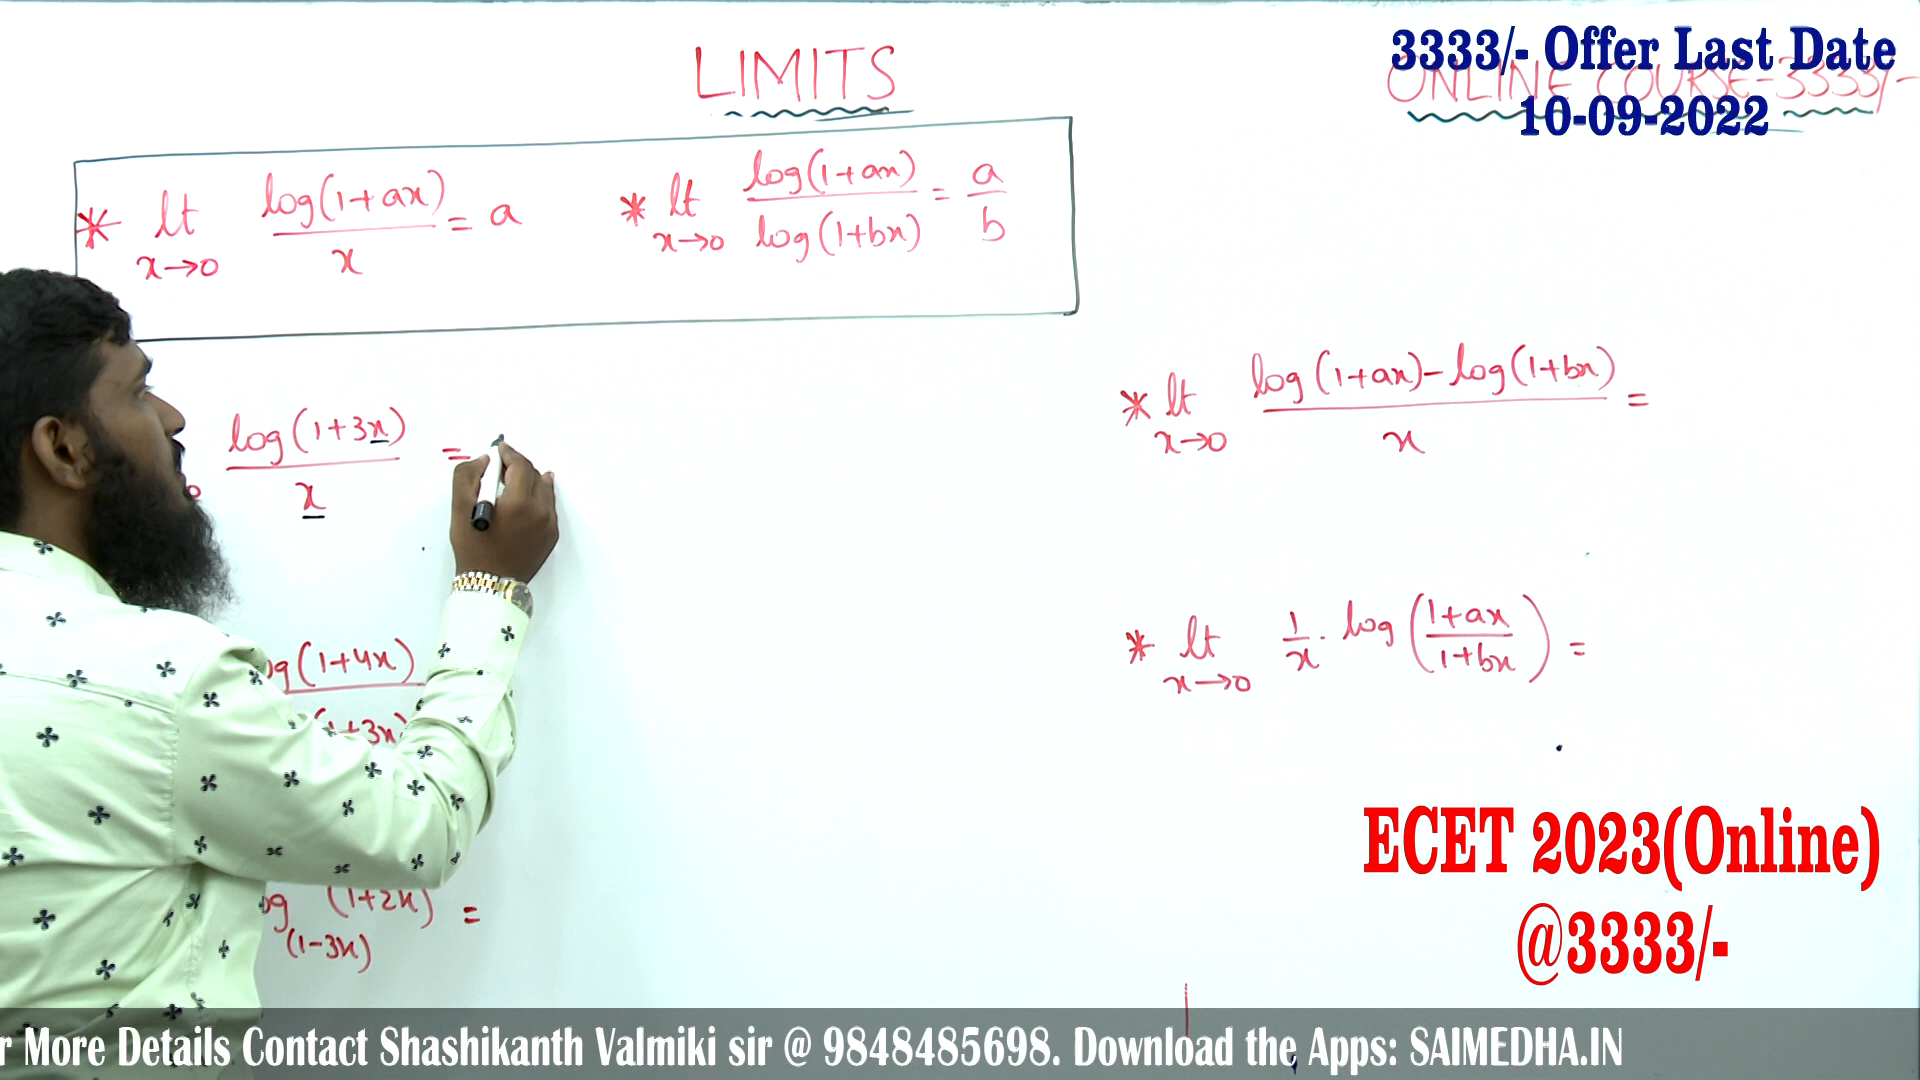 LIMITS
3333/- Offer Last Date
ONLINE COURSE=3333/-
10-09-2022
* lt x→0 log(1+ax)/x = a
* lt x→0 log(1+ax)/log(1+bx) = a/b
log(1+3x)/x =
* lt x→0 log(1+ax)-log(1+bx)/x =
(1+4x)
+3x)
* lt x→0 1/x . log(1+ax/1+bx) =
(1+2x) =
(1-3x)
ECET 2023(Online)
@3333/-
r More Details Contact Shashikanth Valmiki sir @ 9848485698. Download the Apps: SAIMEDHA.IN